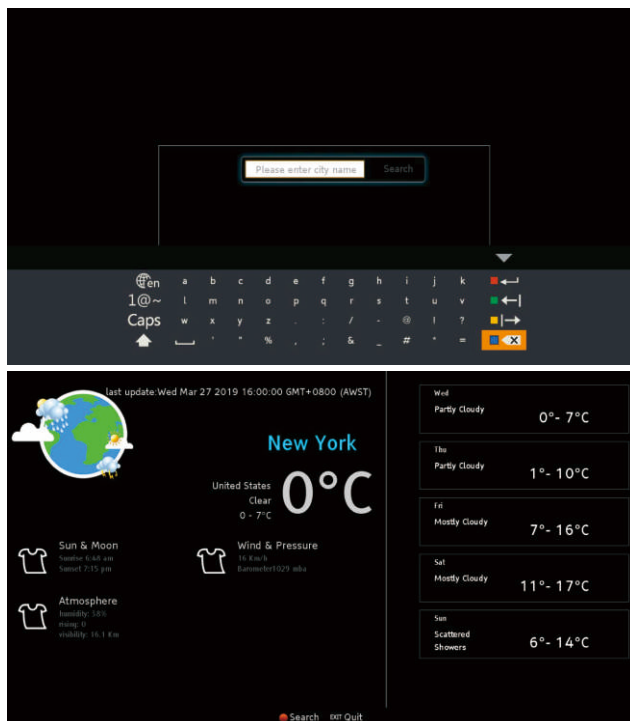 Please enter city name Search
en a b c d e f g h i j k
1@~ l m n o p q r s t u v
Caps w x y z . : / - @ ! ?
' " % , ; & _ # * =
last update:Wed Mar 27 2019 16:00:00 GMT+0800 (AWST)
New York
United States
Clear
0 - 7°C
0°C
Sun & Moon
Sunrise 6:48 am
Sunset 7:15 pm
Wind & Pressure
16 Km/h
Barometer1029 mba
Atmosphere
humidity: 58%
rising: 0
visibility: 16.1 Km
Wed
Partly Cloudy
0°- 7°C
Thu
Partly Cloudy
1°- 10°C
Fri
Mostly Cloudy
7°- 16°C
Sat
Mostly Cloudy
11°- 17°C
Sun
Scattered
Showers
6°- 14°C
Search EXIT Quit